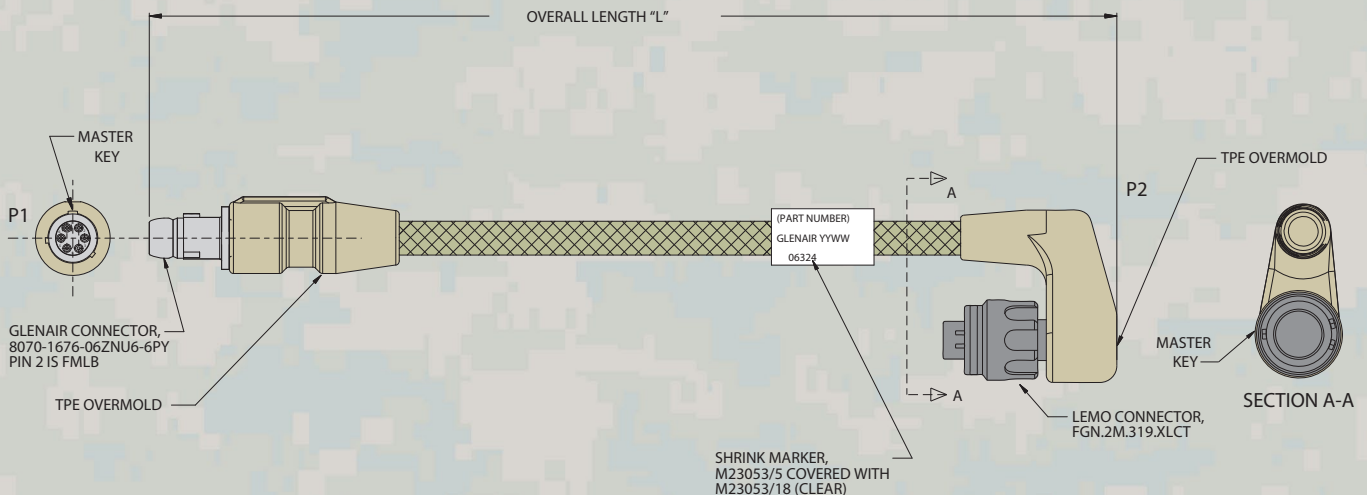 OVERALL LENGTH “L”
MASTER
KEY
P1
GLENAIR CONNECTOR,
8070-1676-06ZNU6-6PY
PIN 2 IS FMLB
TPE OVERMOLD
(PART NUMBER)
GLENAIR YYWW
06324
SHRINK MARKER,
M23053/5 COVERED WITH
M23053/18 (CLEAR)
A
A
P2
TPE OVERMOLD
LEMO CONNECTOR,
FGN.2M.319.XLCT
MASTER
KEY
SECTION A-A